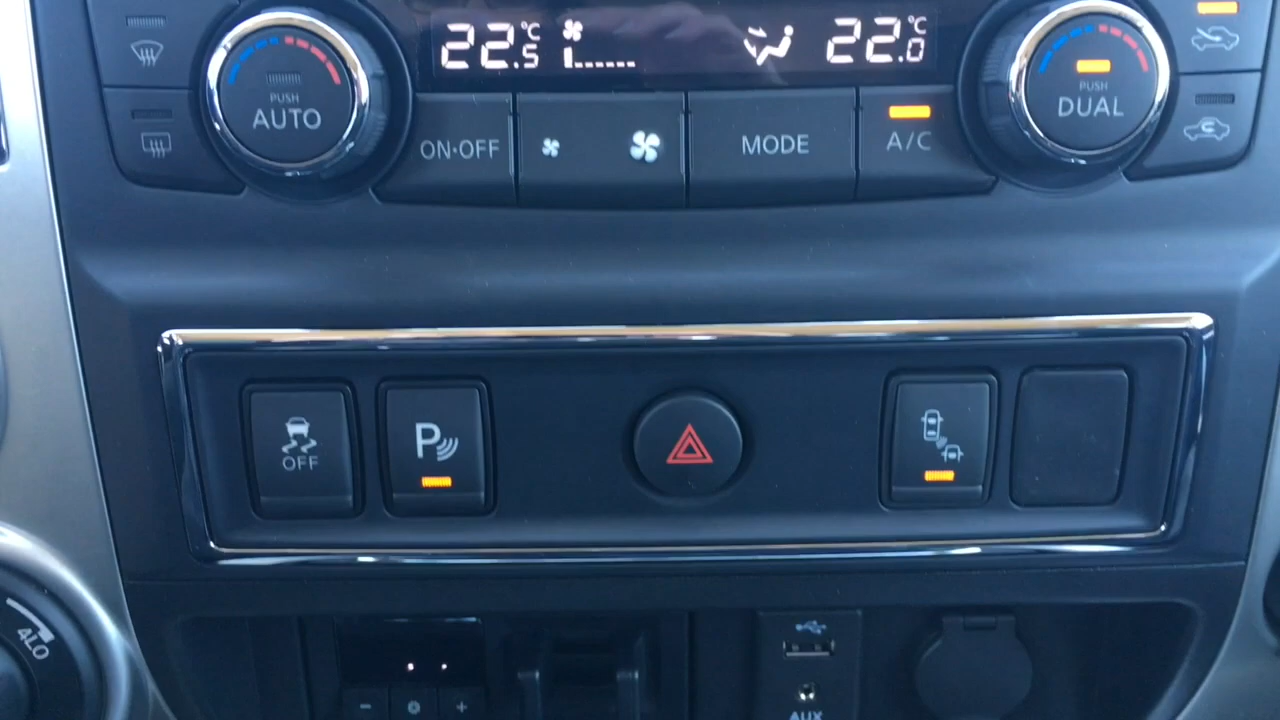 22.5°C 22.0°C
PUSH
AUTO
ON·OFF
MODE
A/C
PUSH
DUAL
OFF
P
4LO
- +
AUX